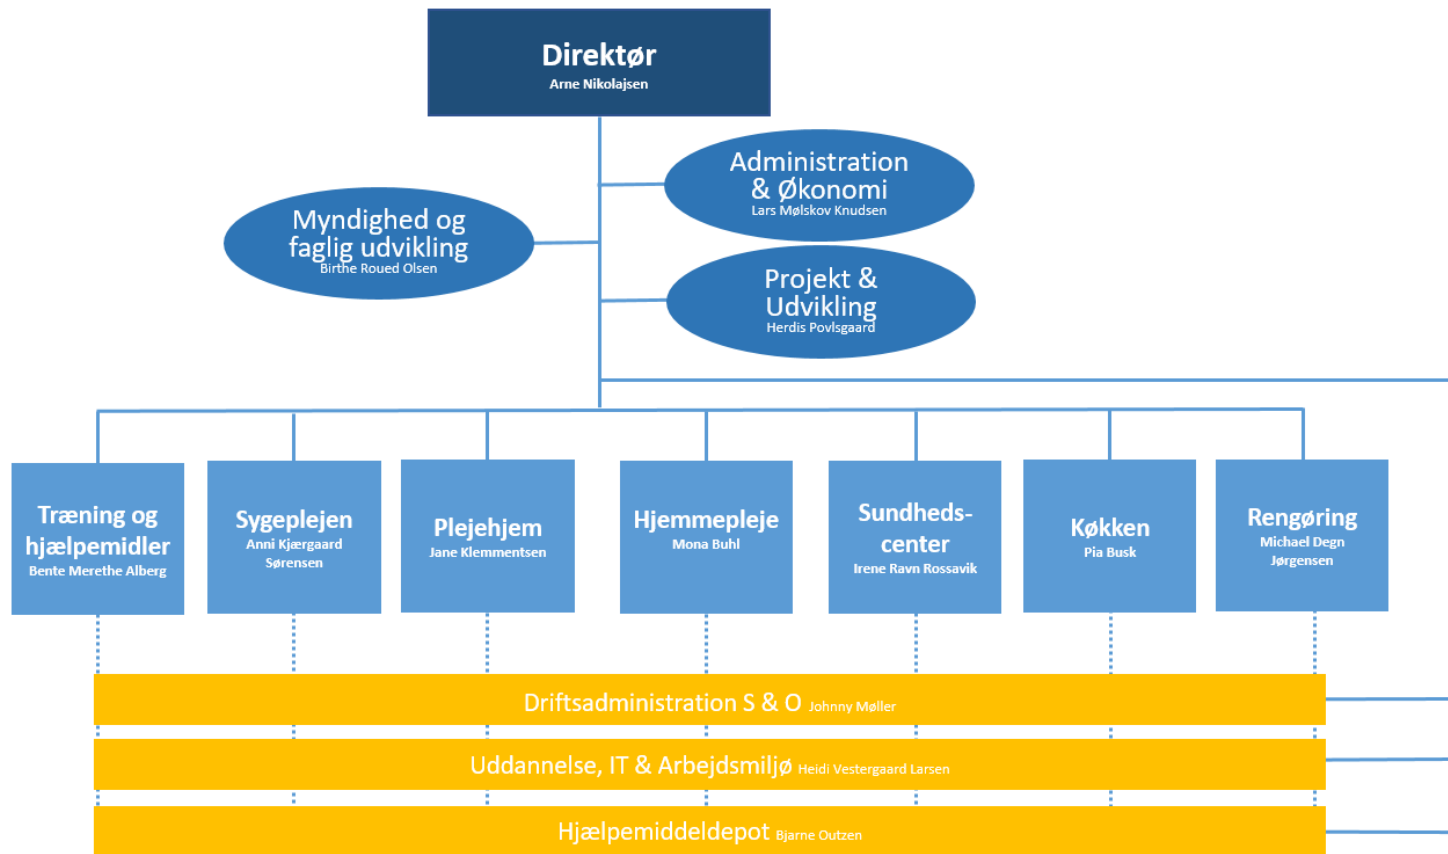 Direktør
Arne Nikolajsen
Administration
& Økonomi
Lars Mølskov Knudsen
Myndighed og
faglig udvikling
Birthe Roued Olsen
Projekt &
Udvikling
Herdis Povlsgaard
Træning og
hjælpemidler
Bente Merethe Alberg
Sygeplejen
Anni Kjærgaard
Sørensen
Plejehjem
Jane Klemmentsen
Hjemmepleje
Mona Buhl
Sundheds-
center
Irene Ravn Rossavik
Køkken
Pia Busk
Rengøring
Michael Degn
Jørgensen
Driftsadministration S & O Johnny Møller
Uddannelse, IT & Arbejdsmiljø Heidi Vestergaard Larsen
Hjælpemiddeldepot Bjarne Outzen